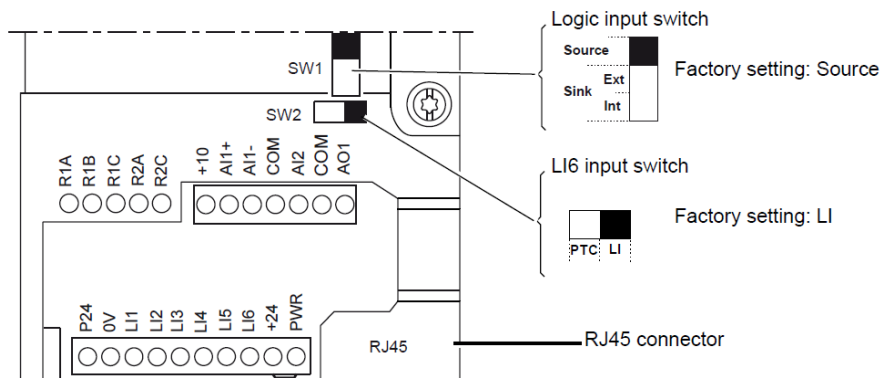 Logic input switch
Source
Sink
Ext
Int
Factory setting: Source
SW1
SW2
LI6 input switch
PTC LI
Factory setting: LI
R1A
R1B
R1C
R2A
R2C
+10
AI1+
AI1-
COM
AI2
COM
AO1
P24
0V
LI1
LI2
LI3
LI4
LI5
LI6
+24
PWR
RJ45
RJ45 connector